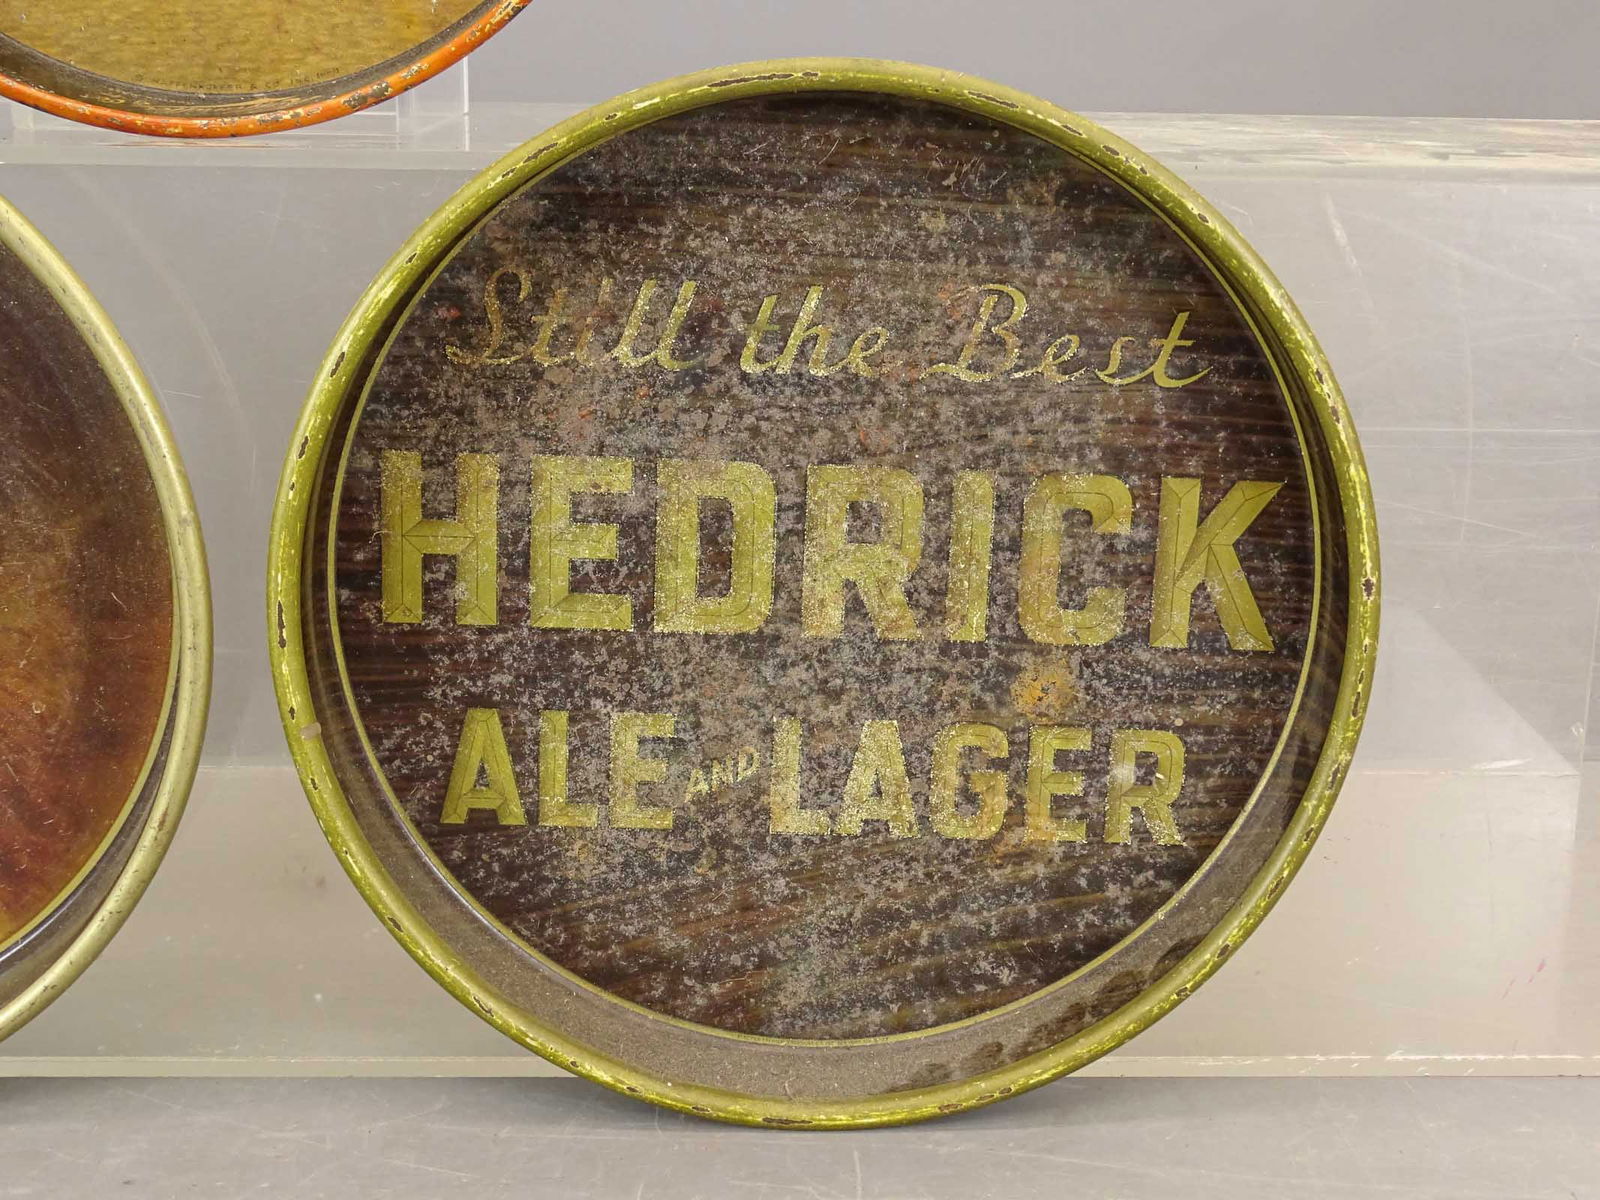 Still the Best
HEDRICK
ALE AND LAGER